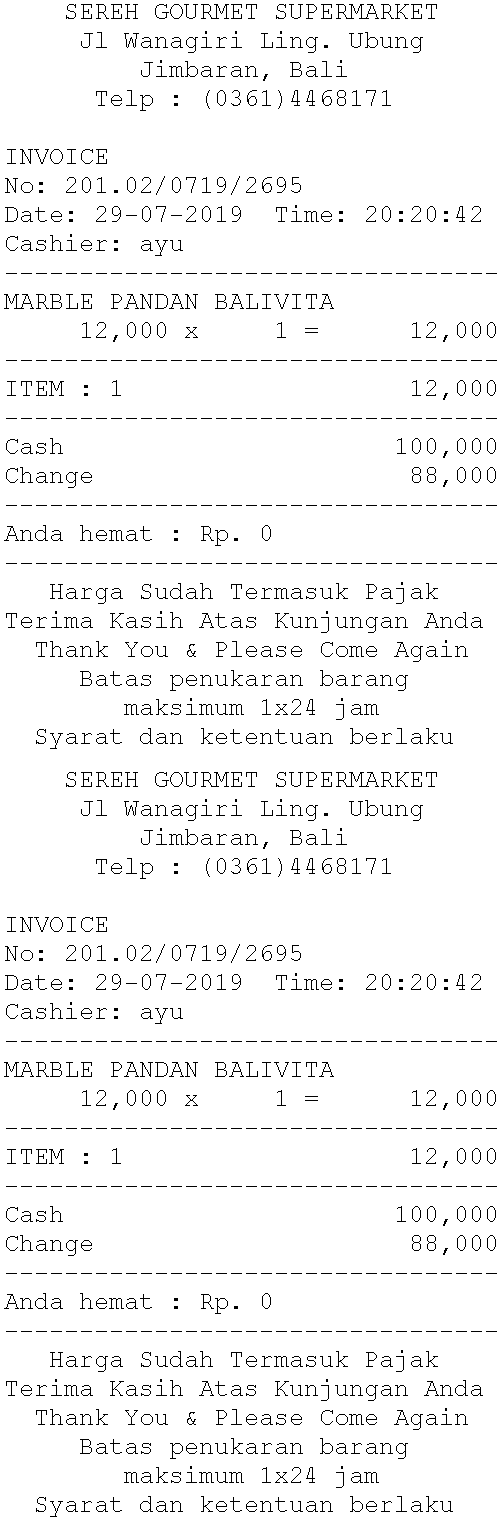 SEREH GOURMET SUPERMARKET
Jl Wanagiri Ling. Ubung
Jimbaran, Bali
Telp : (0361)4468171
INVOICE
No: 201.02/0719/2695
Date: 29-07-2019  Time: 20:20:42
Cashier: ayu
---------------------------------
MARBLE PANDAN BALIVITA
12,000 x     1 =      12,000
---------------------------------
ITEM : 1                   12,000
---------------------------------
Cash                      100,000
Change                     88,000
---------------------------------
Anda hemat : Rp. 0
---------------------------------
Harga Sudah Termasuk Pajak
Terima Kasih Atas Kunjungan Anda
Thank You & Please Come Again
Batas penukaran barang
maksimum 1x24 jam
Syarat dan ketentuan berlaku
SEREH GOURMET SUPERMARKET
Jl Wanagiri Ling. Ubung
Jimbaran, Bali
Telp : (0361)4468171
INVOICE
No: 201.02/0719/2695
Date: 29-07-2019  Time: 20:20:42
Cashier: ayu
---------------------------------
MARBLE PANDAN BALIVITA
12,000 x     1 =      12,000
---------------------------------
ITEM : 1                   12,000
---------------------------------
Cash                      100,000
Change                     88,000
---------------------------------
Anda hemat : Rp. 0
---------------------------------
Harga Sudah Termasuk Pajak
Terima Kasih Atas Kunjungan Anda
Thank You & Please Come Again
Batas penukaran barang
maksimum 1x24 jam
Syarat dan ketentuan berlaku